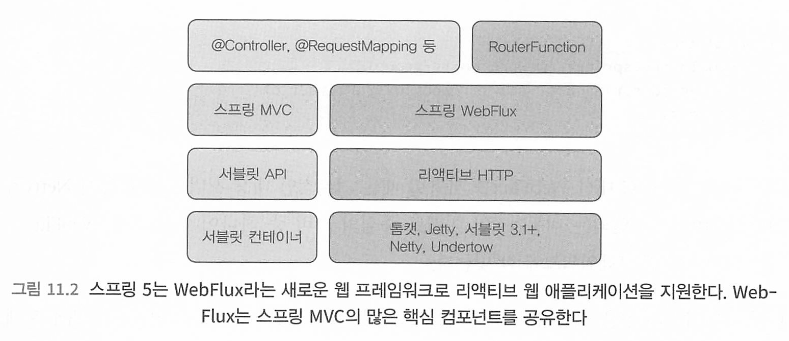 @Controller, @RequestMapping 등
RouterFunction
스프링 MVC
스프링 WebFlux
서블릿 API
리액티브 HTTP
서블릿 컨테이너
톰캣, Jetty, 서블릿 3.1+,
Netty, Undertow
그림 11.2 스프링 5는 WebFlux라는 새로운 웹 프레임워크로 리액티브 웹 애플리케이션을 지원한다. Web-
Flux는 스프링 MVC의 많은 핵심 컴포넌트를 공유한다